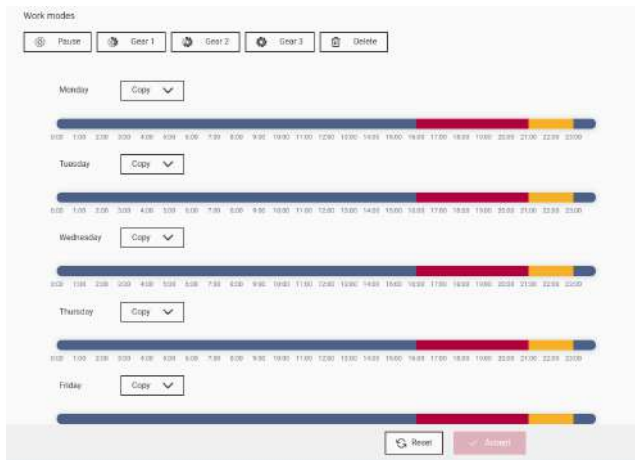 Work modes
Pause Gear 1 Gear 2 Gear 3 Delete
Monday Copy
0:00 1:00 2:00 3:00 4:00 5:00 6:00 7:00 8:00 9:00 10:00 11:00 12:00 13:00 14:00 15:00 16:00 17:00 18:00 19:00 20:00 21:00 22:00 23:00
Tuesday Copy
0:00 1:00 2:00 3:00 4:00 5:00 6:00 7:00 8:00 9:00 10:00 11:00 12:00 13:00 14:00 15:00 16:00 17:00 18:00 19:00 20:00 21:00 22:00 23:00
Wednesday Copy
0:00 1:00 2:00 3:00 4:00 5:00 6:00 7:00 8:00 9:00 10:00 11:00 12:00 13:00 14:00 15:00 16:00 17:00 18:00 19:00 20:00 21:00 22:00 23:00
Thursday Copy
0:00 1:00 2:00 3:00 4:00 5:00 6:00 7:00 8:00 9:00 10:00 11:00 12:00 13:00 14:00 15:00 16:00 17:00 18:00 19:00 20:00 21:00 22:00 23:00
Friday Copy
Reset Accept